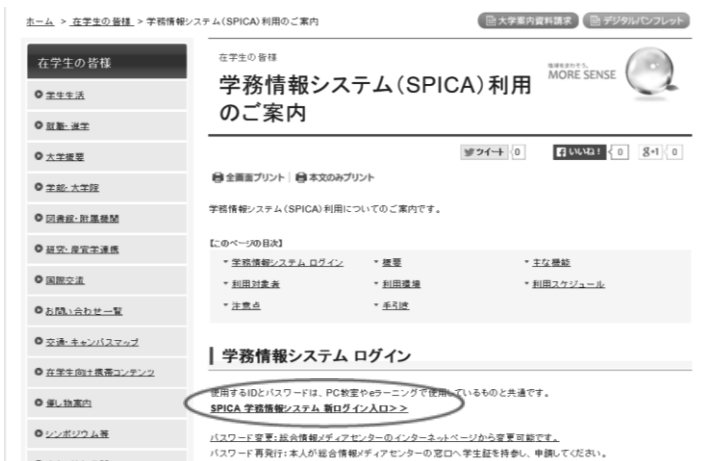 ホーム > 在学生の皆様 > 学務情報システム(SPICA)利用のご案内
大学案内資料請求
デジタルパンフレット
在学生の皆様
学生生活
就職・進学
大学概要
学部・大学院
図書館・附属機関
研究・産官学連携
国際交流
お問い合わせ一覧
交通・キャンパスマップ
在学生向け携帯コンテンツ
催し物案内
シンポジウム等
在学生の皆様
学務情報システム(SPICA)利用
のご案内
地球をまわそう。
MORE SENSE
ツイート 0
いいね! 0
g+1 0
全画面プリント | 本文のみプリント
学務情報システム(SPICA)利用についてのご案内です。
【このページの目次】
学務情報システム ログイン
概要
主な機能
利用対象者
利用環境
利用スケジュール
注意点
手引き
学務情報システム ログイン
使用するIDとパスワードは、PC教室やeラーニングで使用しているものと共通です。
SPICA 学務情報システム 新ログイン入口>>
パスワード変更:総合情報メディアセンターのインターネットページから変更可能です。
パスワード再発行:本人が総合情報メディアセンターの窓口へ学生証を持参し、申請してください。